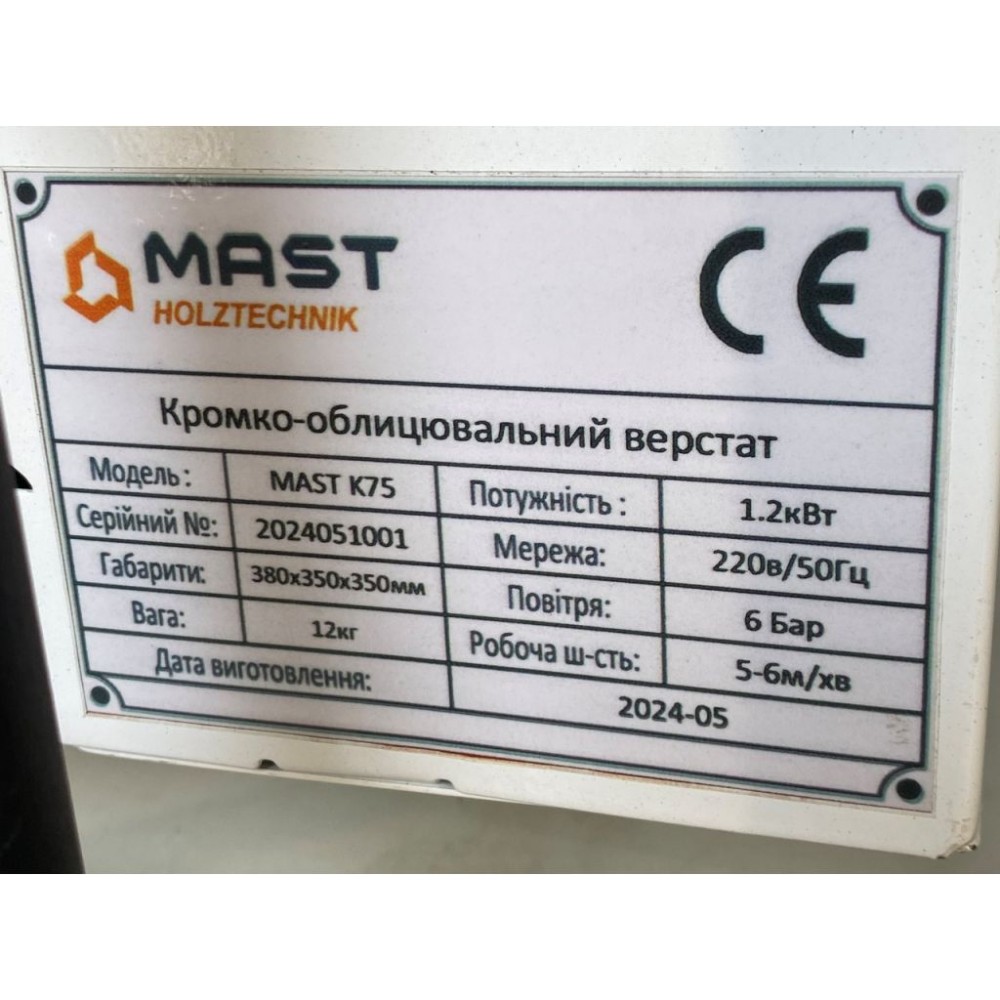 MAST
HOLZTECHNIK
CE
Кромко-облицювальний верстат
Модель: MAST K75 Потужність: 1.2кВт
Серійний №: 2024051001 Мережа: 220в/50Гц
Габарити: 380x350x350мм Повітря: 6 Бар
Вага: 12кг Робоча ш-сть: 5-6м/хв
Дата виготовлення: 2024-05